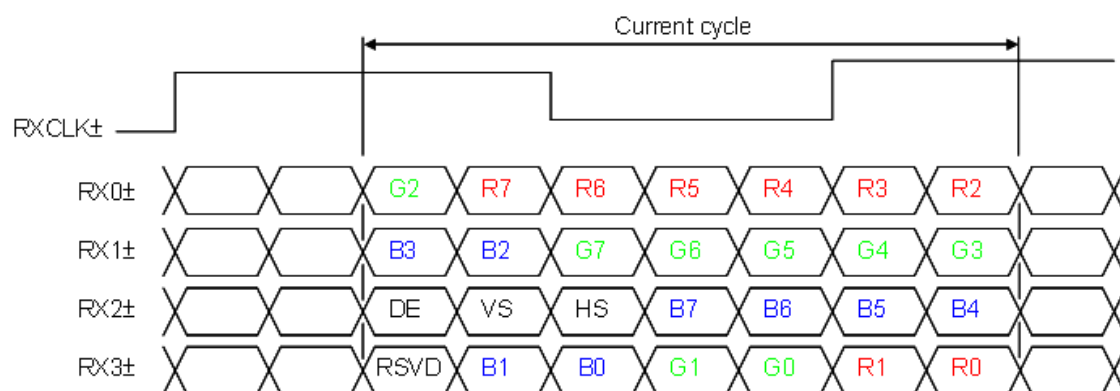 Current cycle
RXCLK±
RX0± G2 R7 R6 R5 R4 R3 R2
RX1± B3 B2 G7 G6 G5 G4 G3
RX2± DE VS HS B7 B6 B5 B4
RX3± RSVD B1 B0 G1 G0 R1 R0